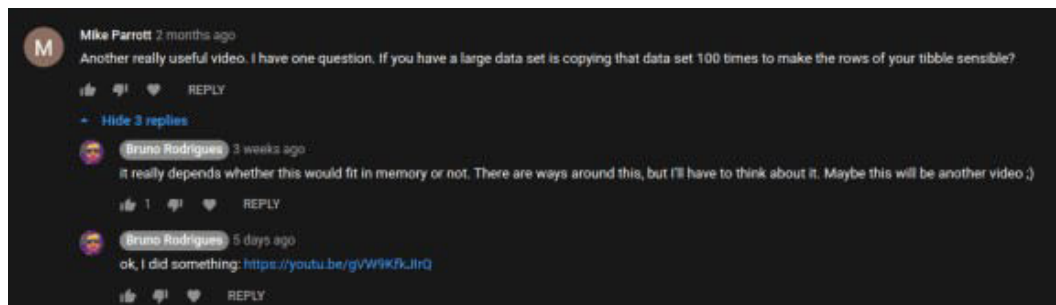 M
Mike Parrott 2 months ago
Another really useful video. I have one question. If you have a large data set is copying that data set 100 times to make the rows of your tibble sensible?
REPLY
Hide 3 replies
Bruno Rodrigues 3 weeks ago
it really depends whether this would fit in memory or not. There are ways around this, but I'll have to think about it. Maybe this will be another video ;)
1 REPLY
Bruno Rodrigues 5 days ago
ok, I did something: https://youtu.be/
REPLY